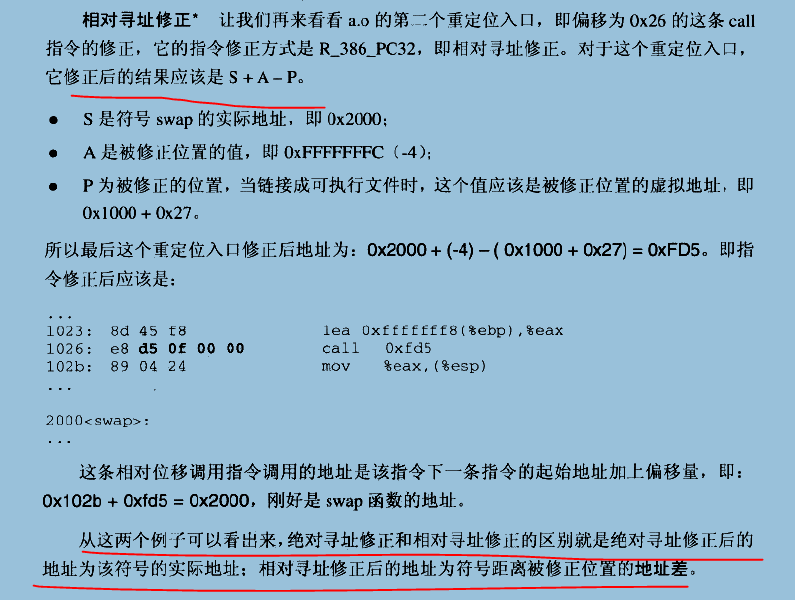 相对寻址修正* 让我们再来看看 a.o 的第二个重定位入口，即偏移为 0x26 的这条 call
指令的修正，它的指令修正方式是 R_386_PC32，即相对寻址修正。对于这个重定位入口，
它修正后的结果应该是 S + A – P。
● S 是符号 swap 的实际地址，即 0x2000；
● A 是被修正位置的值，即 0xFFFFFFFC（-4）；
● P 为被修正的位置，当链接成可执行文件时，这个值应该是被修正位置的虚拟地址，即
0x1000 + 0x27。
所以最后这个重定位入口修正后地址为：0x2000 + (-4) – ( 0x1000 + 0x27) = 0xFD5。即指
令修正后应该是：
...
1023: 8d 45 f8 lea 0xfffffff8(%ebp),%eax
1026: e8 d5 0f 00 00 call 0xfd5
102b: 89 04 24 mov %eax,(%esp)
...
2000<swap>:
...
这条相对位移调用指令调用的地址是该指令下一条指令的起始地址加上偏移量，即：
0x102b + 0xfd5 = 0x2000，刚好是 swap 函数的地址。
从这两个例子可以看出来，绝对寻址修正和相对寻址修正的区别就是绝对寻址修正后的
地址为该符号的实际地址；相对寻址修正后的地址为符号距离被修正位置的地址差。